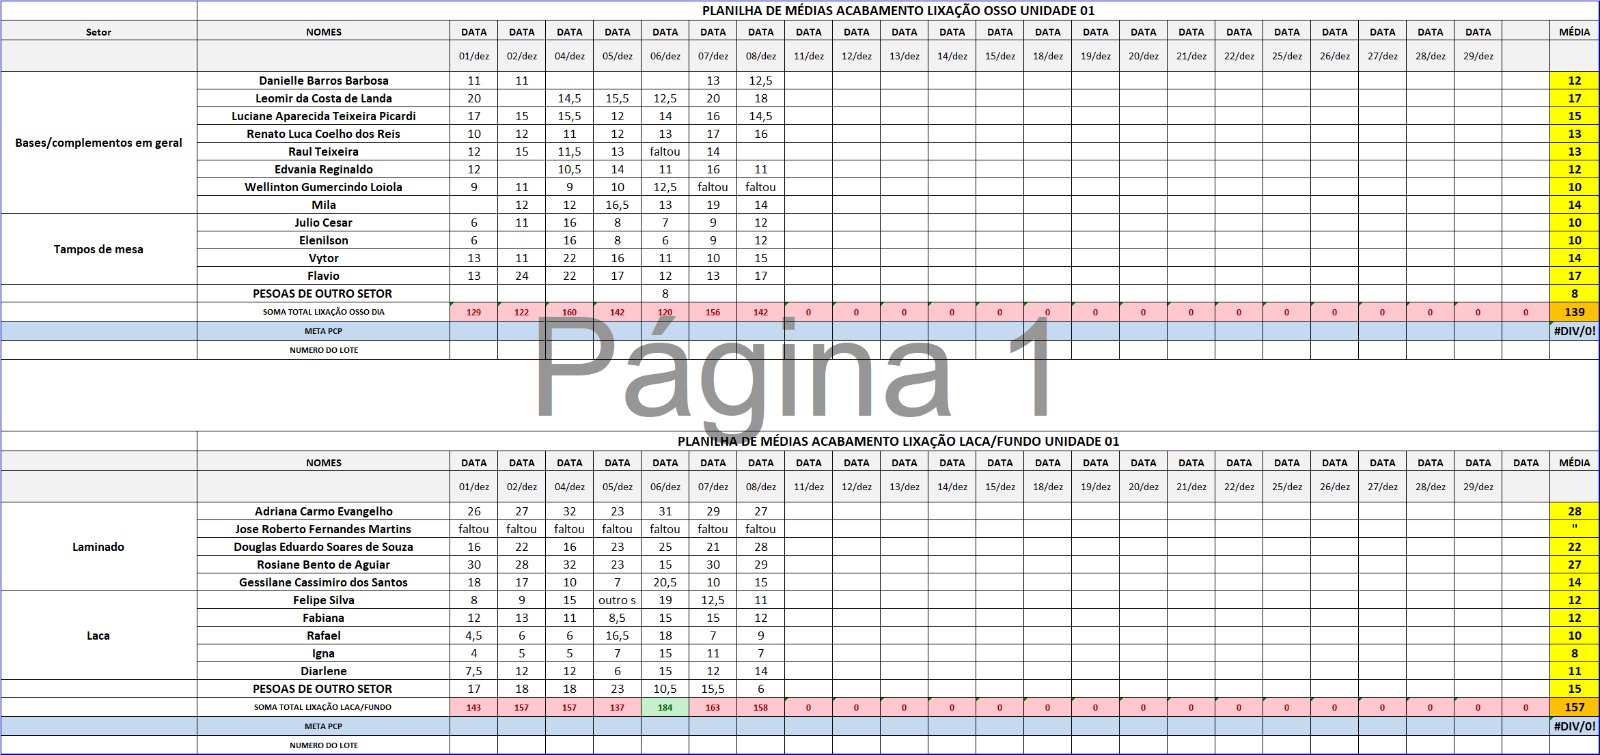 PLANILHA DE MÉDIAS ACABAMENTO LIXAÇÃO OSSO UNIDADE 01
Setor NOMES DATA DATA DATA DATA DATA DATA DATA DATA DATA DATA DATA DATA DATA DATA DATA DATA DATA DATA DATA DATA DATA DATA MÉDIA
01/dez 02/dez 04/dez 05/dez 06/dez 07/dez 08/dez 11/dez 12/dez 13/dez 14/dez 15/dez 18/dez 19/dez 20/dez 21/dez 22/dez 25/dez 26/dez 27/dez 28/dez 29/dez
Bases/complementos em geral
Danielle Barros Barbosa 11 11 13 12,5 12
Leomir da Costa de Landa 20 14,5 15,5 12,5 20 18 17
Luciane Aparecida Teixeira Picardi 17 15 15,5 12 14 16 14,5 15
Renato Luca Coelho dos Reis 10 12 11 12 13 17 16 13
Raul Teixeira 12 15 11,5 13 faltou 14 13
Edvania Reginaldo 12 10,5 14 11 16 11 12
Wellinton Gumercindo Loiola 9 11 9 10 12,5 faltou faltou 10
Mila 12 12 16,5 13 19 14 14
Tampos de mesa
Julio Cesar 6 11 16 8 7 9 12 10
Elenilson 6 16 8 6 9 12 10
Vytor 13 11 22 16 11 10 15 14
Flavio 13 24 22 17 12 13 17 17
PESOAS DE OUTRO SETOR 8 8
SOMA TOTAL LIXAÇÃO OSSO DIA 129 122 160 142 120 156 142 0 0 0 0 0 0 0 0 0 0 0 0 0 0 0 0 139
META PCP #DIV/0!
NUMERO DO LOTE
Página 1
PLANILHA DE MÉDIAS ACABAMENTO LIXAÇÃO LACA/FUNDO UNIDADE 01
NOMES DATA DATA DATA DATA DATA DATA DATA DATA DATA DATA DATA DATA DATA DATA DATA DATA DATA DATA DATA DATA DATA DATA DATA MÉDIA
01/dez 02/dez 04/dez 05/dez 06/dez 07/dez 08/dez 11/dez 12/dez 13/dez 14/dez 15/dez 18/dez 19/dez 20/dez 21/dez 22/dez 25/dez 26/dez 27/dez 28/dez 29/dez
Laminado
Adriana Carmo Evangelho 26 27 32 23 31 29 27 28
Jose Roberto Fernandes Martins faltou faltou faltou faltou faltou faltou faltou "
Douglas Eduardo Soares de Souza 16 22 16 23 25 21 28 22
Rosiane Bento de Aguiar 30 28 32 23 15 30 29 27
Gessilane Cassimiro dos Santos 18 17 10 7 20,5 10 15 14
Laca
Felipe Silva 8 9 15 outro s 19 12,5 11 12
Fabiana 12 13 11 8,5 15 15 12 12
Rafael 4,5 6 6 16,5 18 7 9 10
Igna 4 5 5 7 15 11 7 8
Diarlene 7,5 12 12 6 15 12 14 11
PESOAS DE OUTRO SETOR 17 18 18 23 10,5 15,5 6 15
SOMA TOTAL LIXAÇÃO LACA/FUNDO 143 157 157 137 184 163 158 0 0 0 0 0 0 0 0 0 0 0 0 0 0 0 0 157
META PCP #DIV/0!
NUMERO DO LOTE